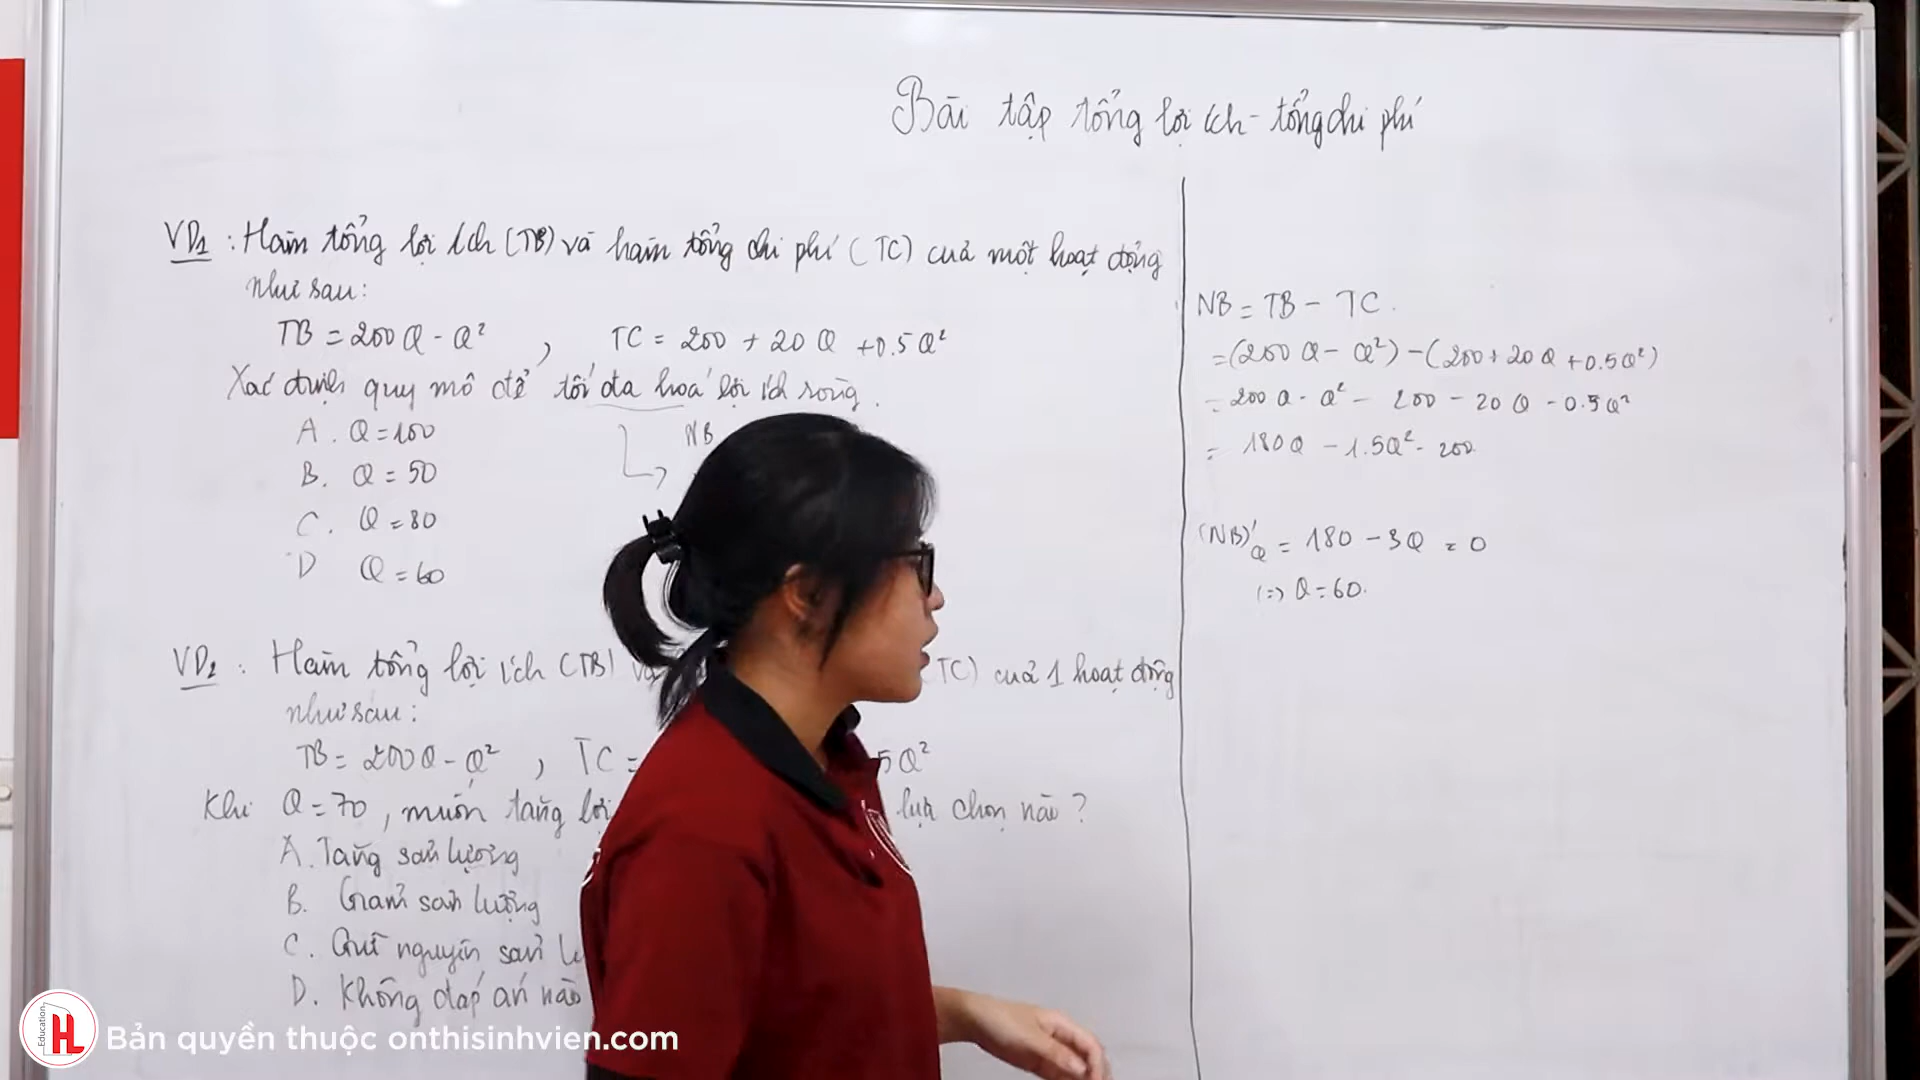 Bài tập tổng lợi ích - tổng chi phí
VD1 : Hàm tổng lợi ích (TB) và hàm tổng chi phí (TC) của một hoạt động
như sau:
TB = 200Q - Q² , TC = 200 + 20Q + 0.5Q²
Xác định quy mô để tối đa hoá lợi ích ròng.
NB
A. Q = 100
B. Q = 50
C. Q = 80
D Q = 60
VD2 : Hàm tổng lợi ích (TB) và TC) của 1 hoạt động
như sau:
TB = 200Q - Q² , TC = 5Q²
Khi Q = 70, muốn tăng lợi lựa chọn nào ?
A. Tăng sản lượng
B. Giảm sản lượng
C. Giữ nguyên sản
D. Không đáp án nào
NB = TB - TC.
= (200Q - Q²) - (200 + 20Q + 0.5Q²)
= 200Q - Q² - 200 - 20Q - 0.5Q²
= 180Q - 1.5Q² - 200
(NB)'Q = 180 - 3Q = 0
(=) Q = 60.
Education
HL
Bản quyền thuộc onthisinhvien.com